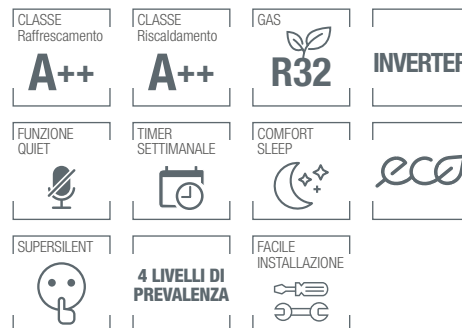 CLASSE
Raffrescamento
A++
CLASSE
Riscaldamento
A++
GAS
R32
INVERTER
FUNZIONE
QUIET
TIMER
SETTIMANALE
COMFORT
SLEEP
eco
SUPERSILENT
4 LIVELLI DI
PREVALENZA
FACILE
INSTALLAZIONE